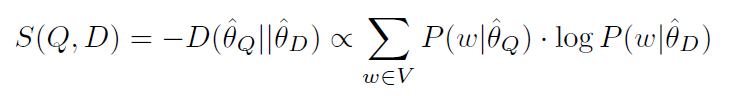 S(Q, D) = −D(θ̂_Q||θ̂_D) ∝ ∑_{w∈V} P(w|θ̂_Q) · log P(w|θ̂_D)